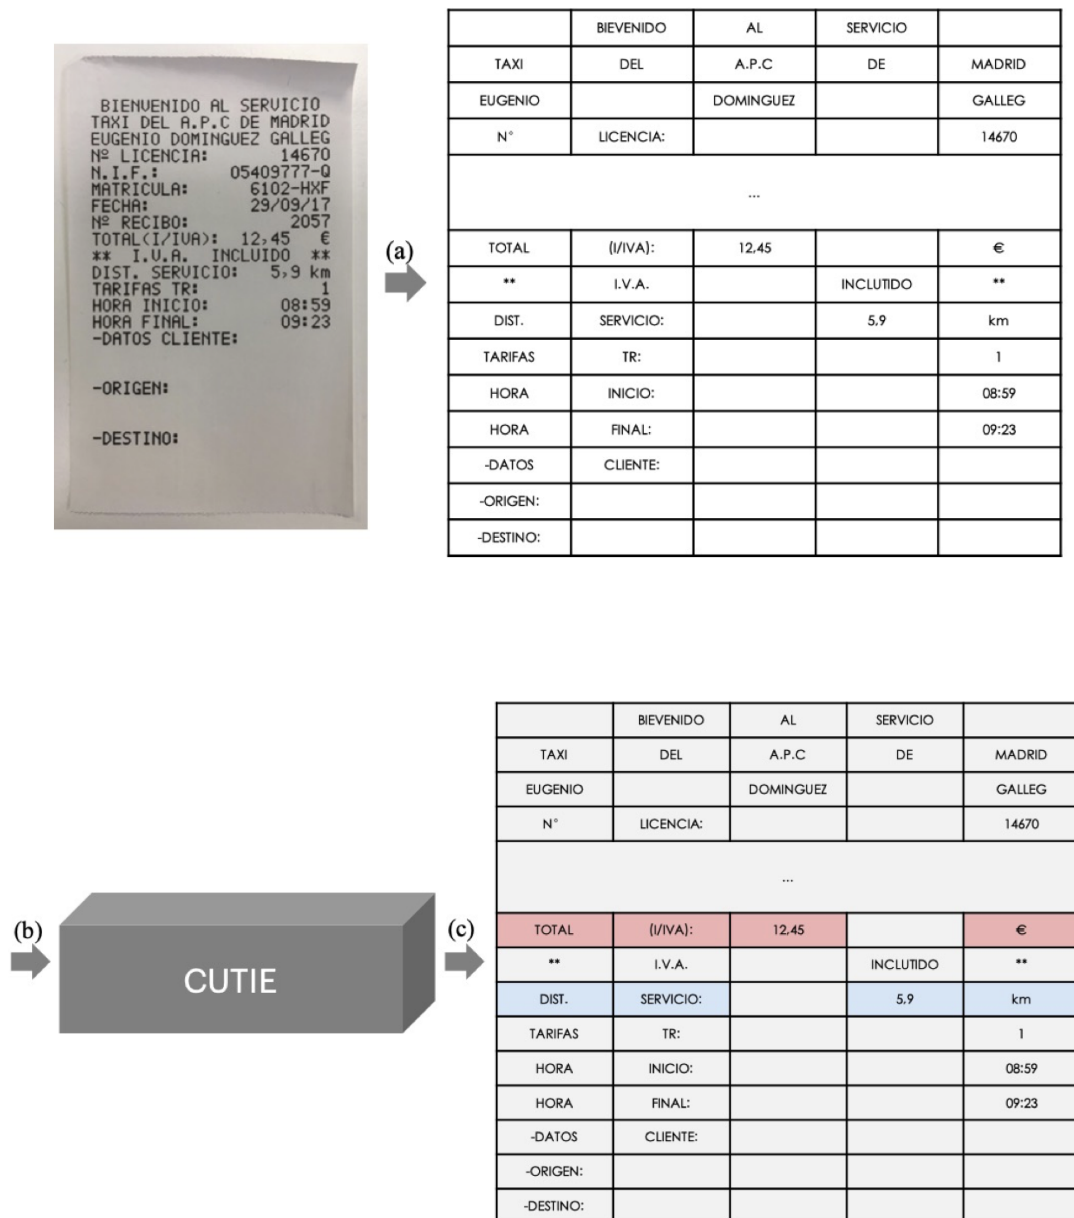 BIENVENIDO AL SERVICIO
TAXI DEL A.P.C DE MADRID
EUGENIO DOMINGUEZ GALLEG
Nº LICENCIA: 14670
N.I.F.: 05409777-Q
MATRICULA: 6102-HXF
FECHA: 29/09/17
Nº RECIBO: 2057
TOTAL(I/IVA): 12,45 €
** I.V.A. INCLUIDO **
DIST. SERVICIO: 5,9 km
TARIFAS TR: 1
HORA INICIO: 08:59
HORA FINAL: 09:23
-DATOS CLIENTE:
-ORIGEN:
-DESTINO:
(a)
BIEVENIDO AL SERVICIO
TAXI DEL A.P.C DE MADRID
EUGENIO DOMINGUEZ GALLEG
N° LICENCIA: 14670
...
TOTAL (I/IVA): 12,45 €
** I.V.A. INCLUTIDO **
DIST. SERVICIO: 5,9 km
TARIFAS TR: 1
HORA INICIO: 08:59
HORA FINAL: 09:23
-DATOS CLIENTE:
-ORIGEN:
-DESTINO:
(b)
CUTIE
(c)
BIEVENIDO AL SERVICIO
TAXI DEL A.P.C DE MADRID
EUGENIO DOMINGUEZ GALLEG
N° LICENCIA: 14670
...
TOTAL (I/IVA): 12,45 €
** I.V.A. INCLUTIDO **
DIST. SERVICIO: 5,9 km
TARIFAS TR: 1
HORA INICIO: 08:59
HORA FINAL: 09:23
-DATOS CLIENTE:
-ORIGEN:
-DESTINO: